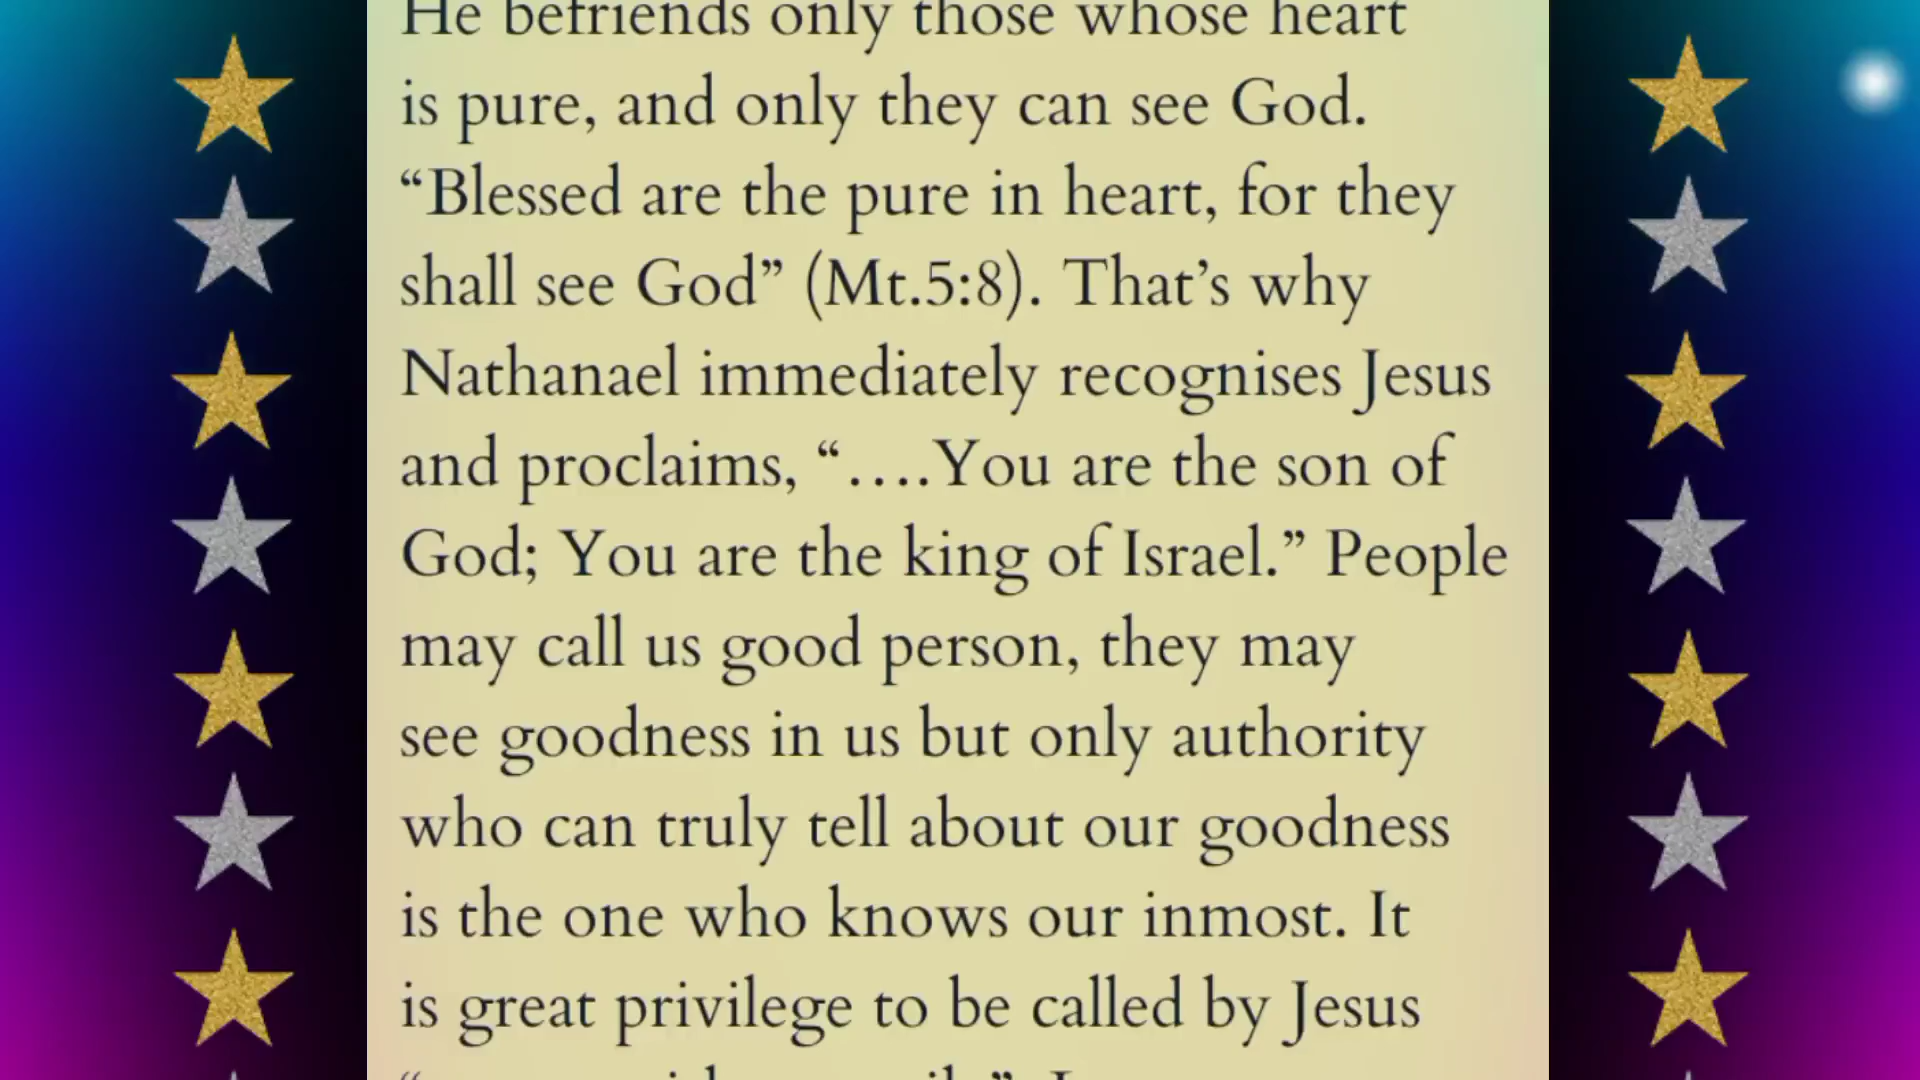 He befriends only those whose heart
is pure, and only they can see God.
“Blessed are the pure in heart, for they
shall see God” (Mt.5:8). That’s why
Nathanael immediately recognises Jesus
and proclaims, “....You are the son of
God; You are the king of Israel.” People
may call us good person, they may
see goodness in us but only authority
who can truly tell about our goodness
is the one who knows our inmost. It
is great privilege to be called by Jesus